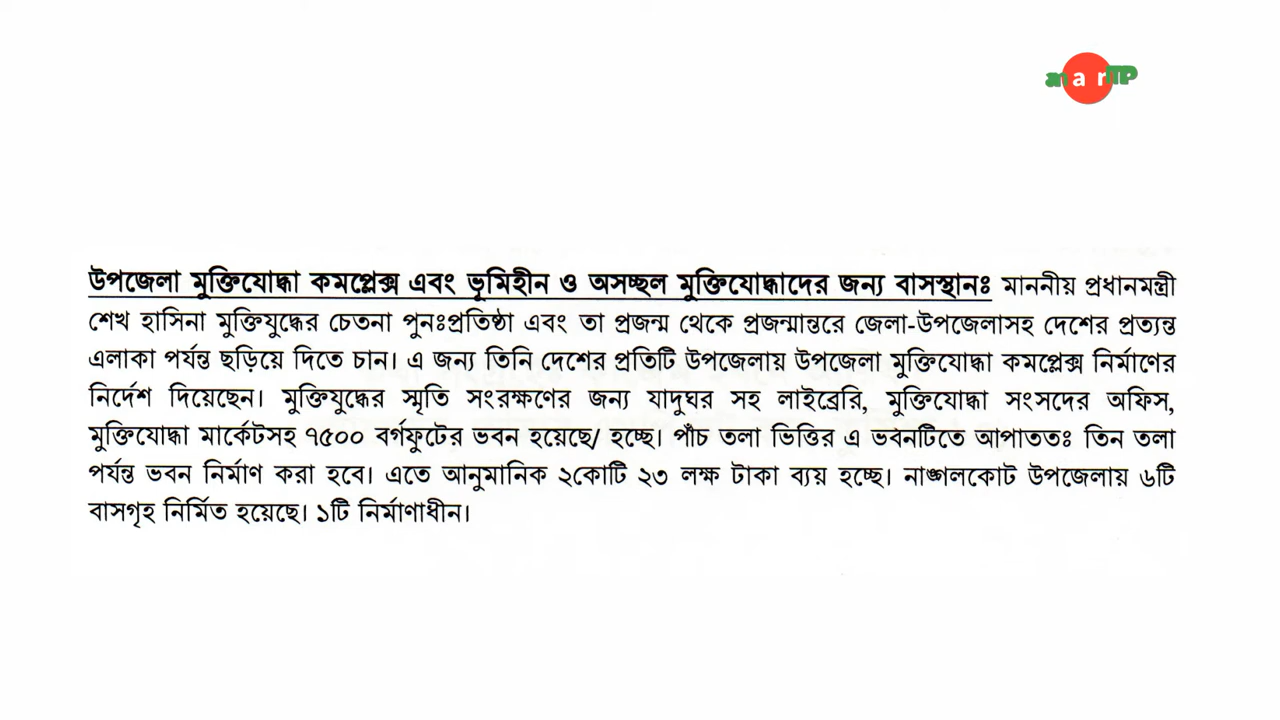 উপজেলা মুক্তিযোদ্ধা কমপ্লেক্স এবং ভূমিহীন ও অসচ্ছল মুক্তিযোদ্ধাদের জন্য বাসস্থানঃ মাননীয় প্রধানমন্ত্রী
শেখ হাসিনা মুক্তিযুদ্ধের চেতনা পুনঃপ্রতিষ্ঠা এবং তা প্রজন্ম থেকে প্রজন্মান্তরে জেলা-উপজেলাসহ দেশের প্রত্যন্ত
এলাকা পর্যন্ত ছড়িয়ে দিতে চান। এ জন্য তিনি দেশের প্রতিটি উপজেলায় উপজেলা মুক্তিযোদ্ধা কমপ্লেক্স নির্মাণের
নির্দেশ দিয়েছেন। মুক্তিযুদ্ধের স্মৃতি সংরক্ষণের জন্য যাদুঘর সহ লাইব্রেরি, মুক্তিযোদ্ধা সংসদের অফিস,
মুক্তিযোদ্ধা মার্কেটসহ ৭৫০০ বর্গফুটের ভবন হয়েছে/ হচ্ছে। পাঁচ তলা ভিত্তির এ ভবনটিতে আপাততঃ তিন তলা
পর্যন্ত ভবন নির্মাণ করা হবে। এতে আনুমানিক ২কোটি ২৩ লক্ষ টাকা ব্যয় হচ্ছে। নাঙ্গলকোট উপজেলায় ৬টি
বাসগৃহ নির্মিত হয়েছে। ১টি নির্মাণাধীন।